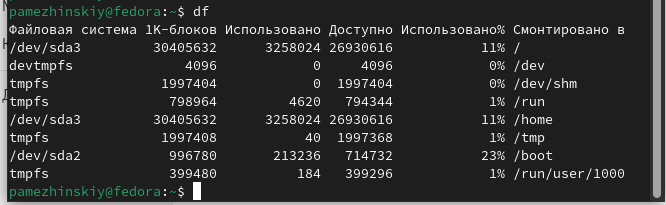 pamezhinskiy@fedora:~$ df
Файловая система 1K-блоков Использовано Доступно Использовано% Смонтировано в
/dev/sda3 30405632 3258024 26930616 11% /
devtmpfs 4096 0 4096 0% /dev
tmpfs 1997404 0 1997404 0% /dev/shm
tmpfs 798964 4620 794344 1% /run
/dev/sda3 30405632 3258024 26930616 11% /home
tmpfs 1997408 40 1997368 1% /tmp
/dev/sda2 996780 213236 714732 23% /boot
tmpfs 399480 184 399296 1% /run/user/1000
pamezhinskiy@fedora:~$